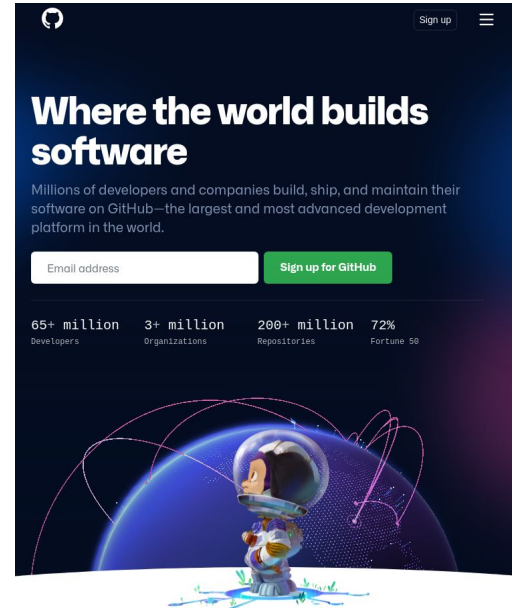 Sign up
Where the world builds
software
Millions of developers and companies build, ship, and maintain their
software on GitHub—the largest and most advanced development
platform in the world.
Email address
Sign up for GitHub
65+ million
3+ million
200+ million
72%
Developers
Organizations
Repositories
Fortune 50